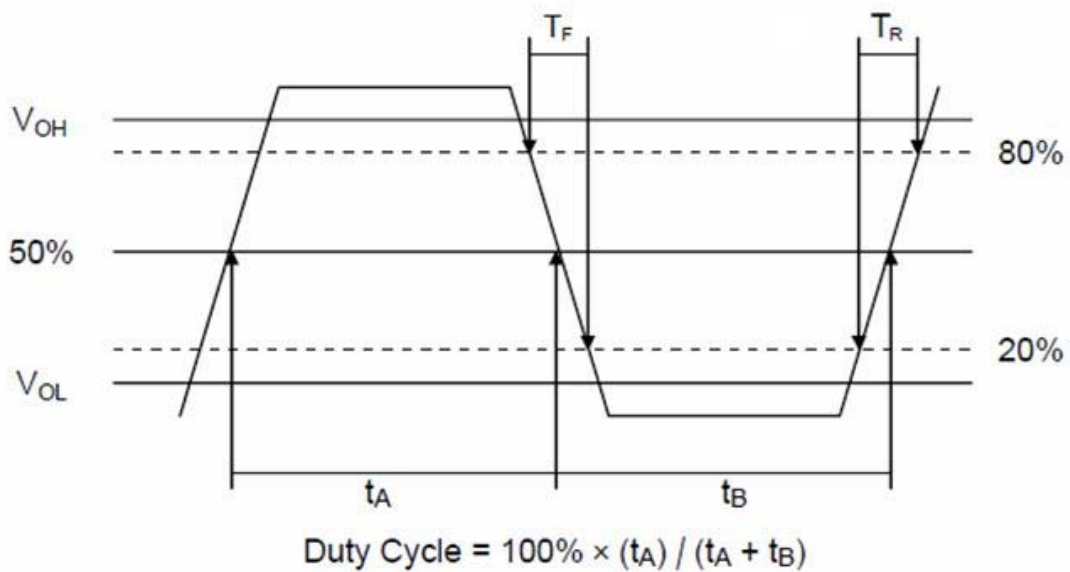 T_F T_R
V_OH
80%
50%
20%
V_OL
t_A t_B
Duty Cycle = 100% × (t_A) / (t_A + t_B)